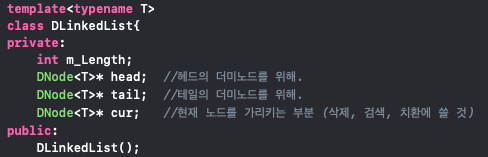 template<typename T>
class DLinkedList{
private:
    int m_Length;
    DNode<T>* head;  //헤드의 더미노드를 위해.
    DNode<T>* tail;  //테일의 더미노드를 위해.
    DNode<T>* cur;   //현재 노드를 가리키는 부분 (삭제, 검색, 치환에 쓸 것)
public:
    DLinkedList();